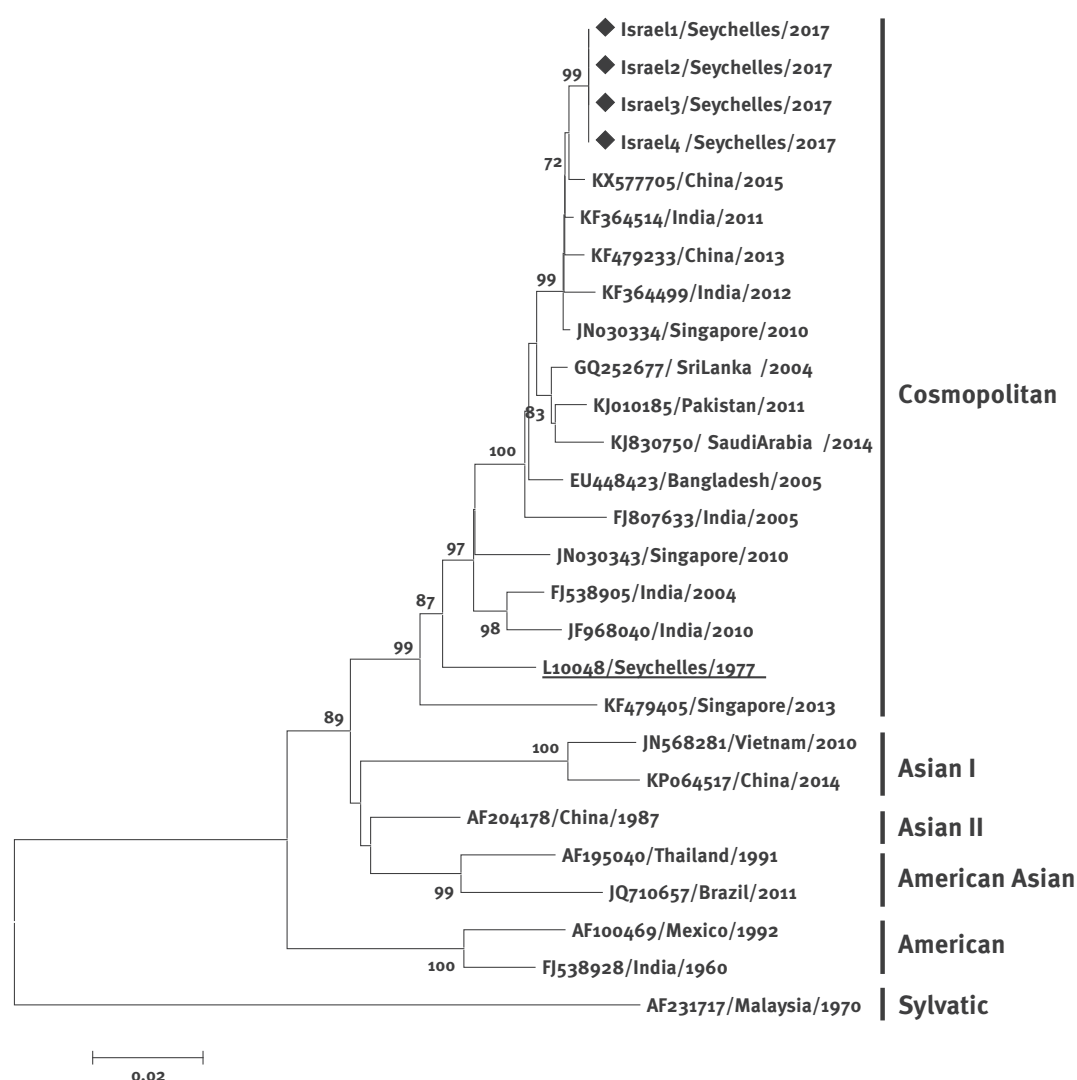 Israel1/Seychelles/2017
Israel2/Seychelles/2017
99
Israel3/Seychelles/2017
Israel4 /Seychelles/2017
72
KX577705/China/2015
KF364514/India/2011
KF479233/China/2013
99
KF364499/India/2012
JN030334/Singapore/2010
GQ252677/ SriLanka /2004
Cosmopolitan
KJ010185/Pakistan/2011
83
KJ830750/ SaudiArabia /2014
100
EU448423/Bangladesh/2005
FJ807633/India/2005
97
JN030343/Singapore/2010
FJ538905/India/2004
87
98
JF968040/India/2010
99
L10048/Seychelles/1977
KF479405/Singapore/2013
89
JN568281/Vietnam/2010
100
Asian I
KP064517/China/2014
AF204178/China/1987
Asian II
AF195040/Thailand/1991
American Asian
99
JQ710657/Brazil/2011
AF100469/Mexico/1992
American
100
FJ538928/India/1960
AF231717/Malaysia/1970
Sylvatic
0.02